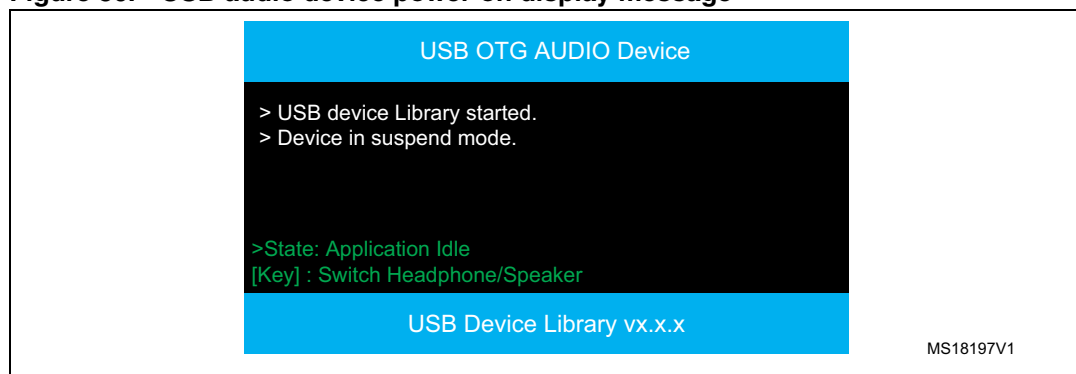 USB OTG AUDIO Device
> USB device Library started.
> Device in suspend mode.
>State: Application Idle
[Key] : Switch Headphone/Speaker
USB Device Library vx.x.x
MS18197V1